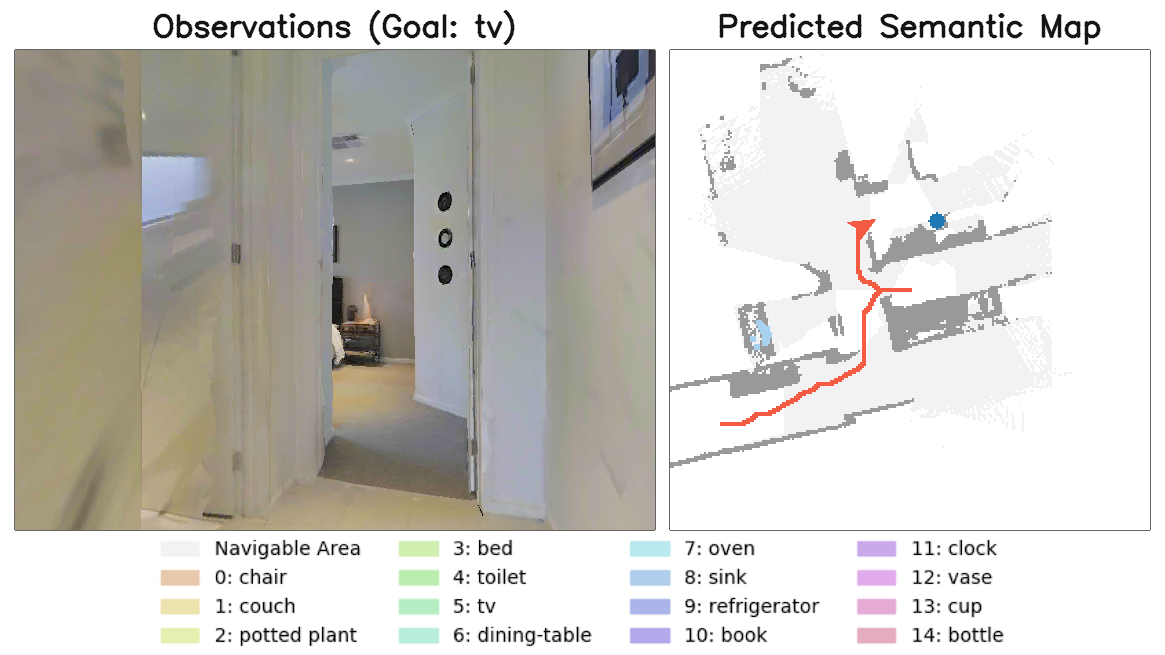 Observations (Goal: tv)
Predicted Semantic Map
Navigable Area
0: chair
1: couch
2: potted plant
3: bed
4: toilet
5: tv
6: dining-table
7: oven
8: sink
9: refrigerator
10: book
11: clock
12: vase
13: cup
14: bottle